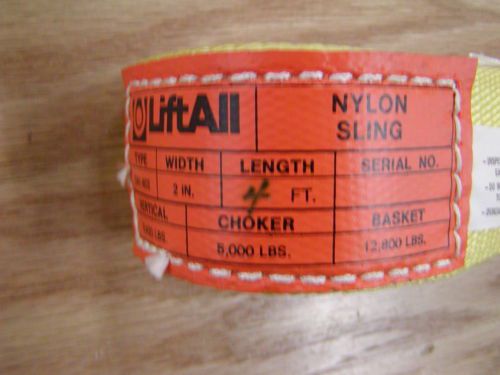 LiftAll
NYLON
SLING
TYPE WIDTH LENGTH SERIAL NO.
2 IN. 4 FT.
VERTICAL CHOKER BASKET
5,000 LBS. 12,800 LBS.